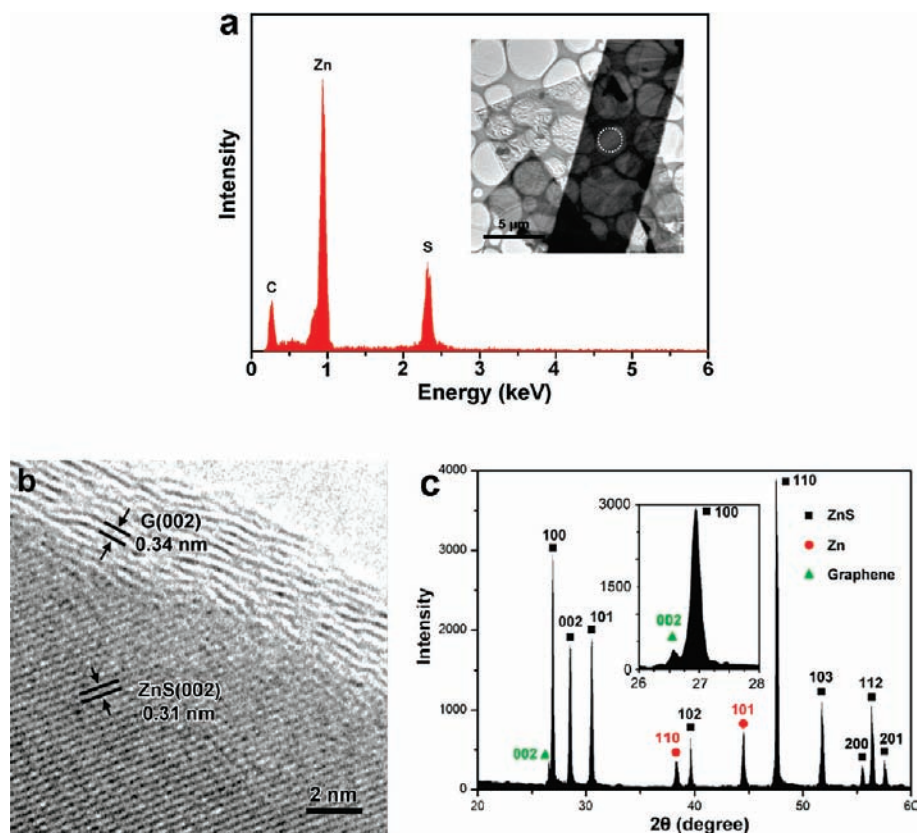 a
Zn
C
S
5 µm
Intensity
0 1 2 3 4 5 6
Energy (keV)
b
G(002)
0.34 nm
ZnS(002)
0.31 nm
2 nm
c
4000
3000
2000
1000
0
Intensity
100
002
101
002
110
102
101
110
103
200
112
201
3000
1500
0
002
100
26 27 28
ZnS
Zn
Graphene
20 30 40 50 60
2θ (degree)